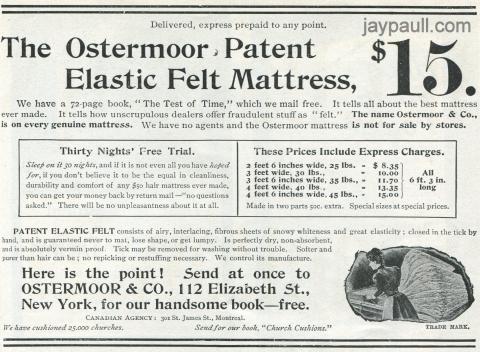 jaypaull.com
Delivered, express prepaid to any point.
The Ostermoor Patent
Elastic Felt Mattress, $15.
We have a 72-page book, "The Test of Time," which we mail free. It tells all about the best mattress
ever made. It tells how unscrupulous dealers offer fraudulent stuff as "felt." The name Ostermoor & Co.,
is on every genuine mattress. We have no agents and the Ostermoor mattress is not for sale by stores.
Thirty Nights' Free Trial.
Sleep on it 30 nights, and if it is not even all you have hoped
for, if you don't believe it to be the equal in cleanliness,
durability and comfort of any $50 hair mattress ever made,
you can get your money back by return mail—"no questions
asked." There will be no unpleasantness about it at all.
These Prices Include Express Charges.
2 feet 6 inches wide, 25 lbs., - $ 8.35
3 feet wide, 30 lbs., - " 10.00
3 feet 6 inches wide, 35 lbs., - " 11.70
4 feet wide, 40 lbs., - " 13.35
4 feet 6 inches wide, 45 lbs., - " 15.00
All
6 ft. 3 in.
long
Made in two parts 50c. extra. Special sizes at special prices.
PATENT ELASTIC FELT consists of airy, interlacing, fibrous sheets of snowy whiteness and great elasticity; closed in the tick by
hand, and is guaranteed never to mat, lose shape, or get lumpy. Is perfectly dry, non-absorbent,
and is absolutely vermin proof. Tick may be removed for washing without trouble. Softer and
purer than hair can be; no repicking or restuffing necessary. We control its manufacture.
Here is the point! Send at once to
OSTERMOOR & CO., 112 Elizabeth St.,
New York, for our handsome book—free.
CANADIAN AGENCY: 301 St. James St., Montreal.
We have cushioned 25,000 churches. Send for our book, "Church Cushions."
TRADE MARK.